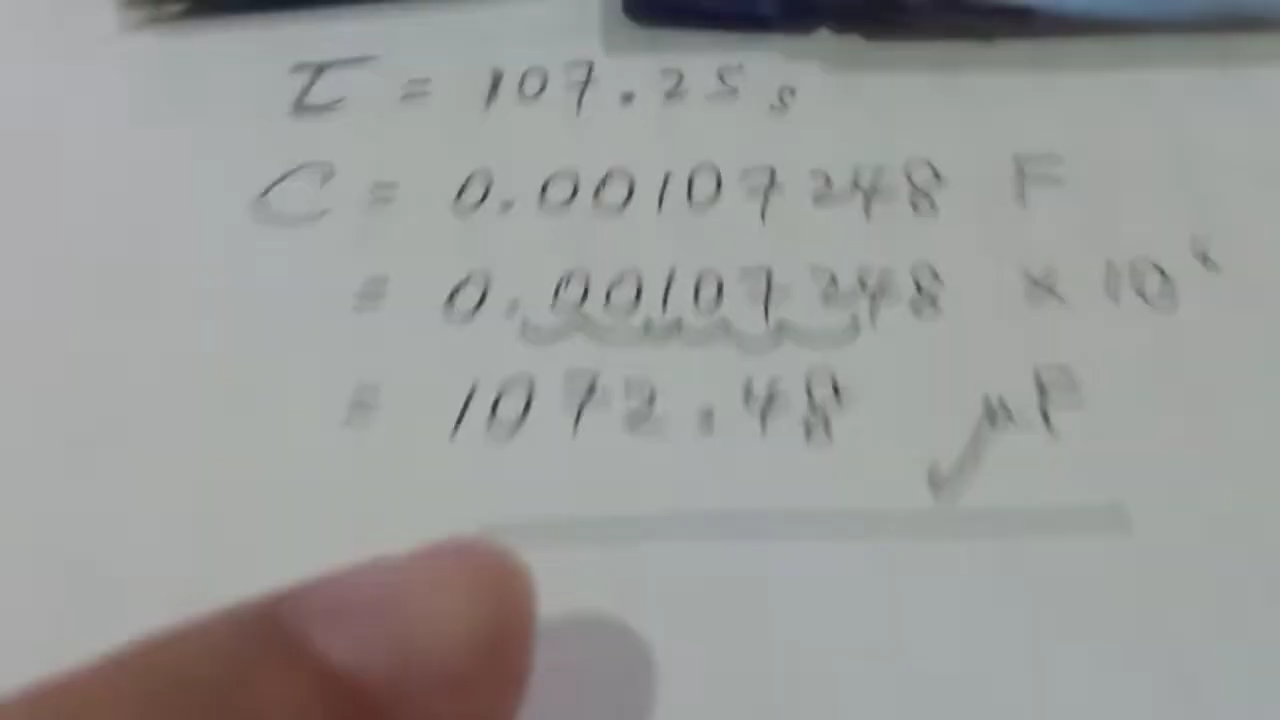 τ = 107.25 s
C = 0.00107248 F
= 0.00107248 × 10⁶
= 1072.48 μF